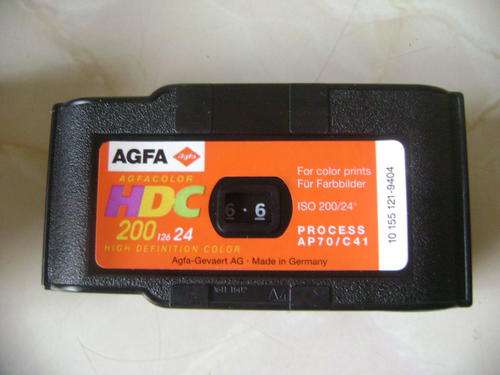 AGFA Agfa
AGFACOLOR
HDC
200 126 24
HIGH DEFINITION COLOR
6 · 6
For color prints
Für Farbbilder
ISO 200/24°
PROCESS
AP70/C41
Agfa-Gevaert AG · Made in Germany
10 155 121-9404